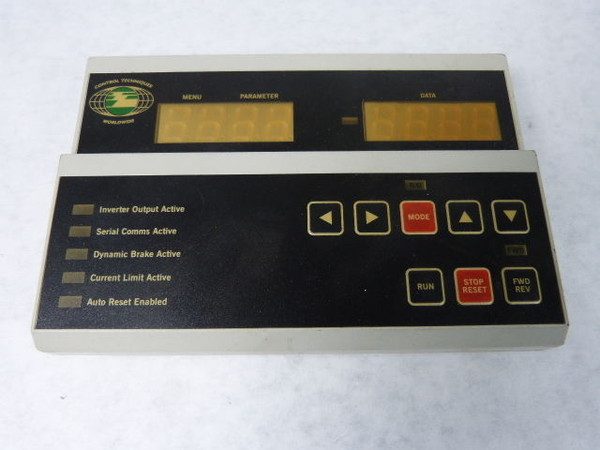 CONTROL TECHNIQUES
WORLDWIDE
MENU PARAMETER DATA
Inverter Output Active
Serial Comms Active
Dynamic Brake Active
Current Limit Active
Auto Reset Enabled
MODE
RUN
STOP
RESET
FWD
REV